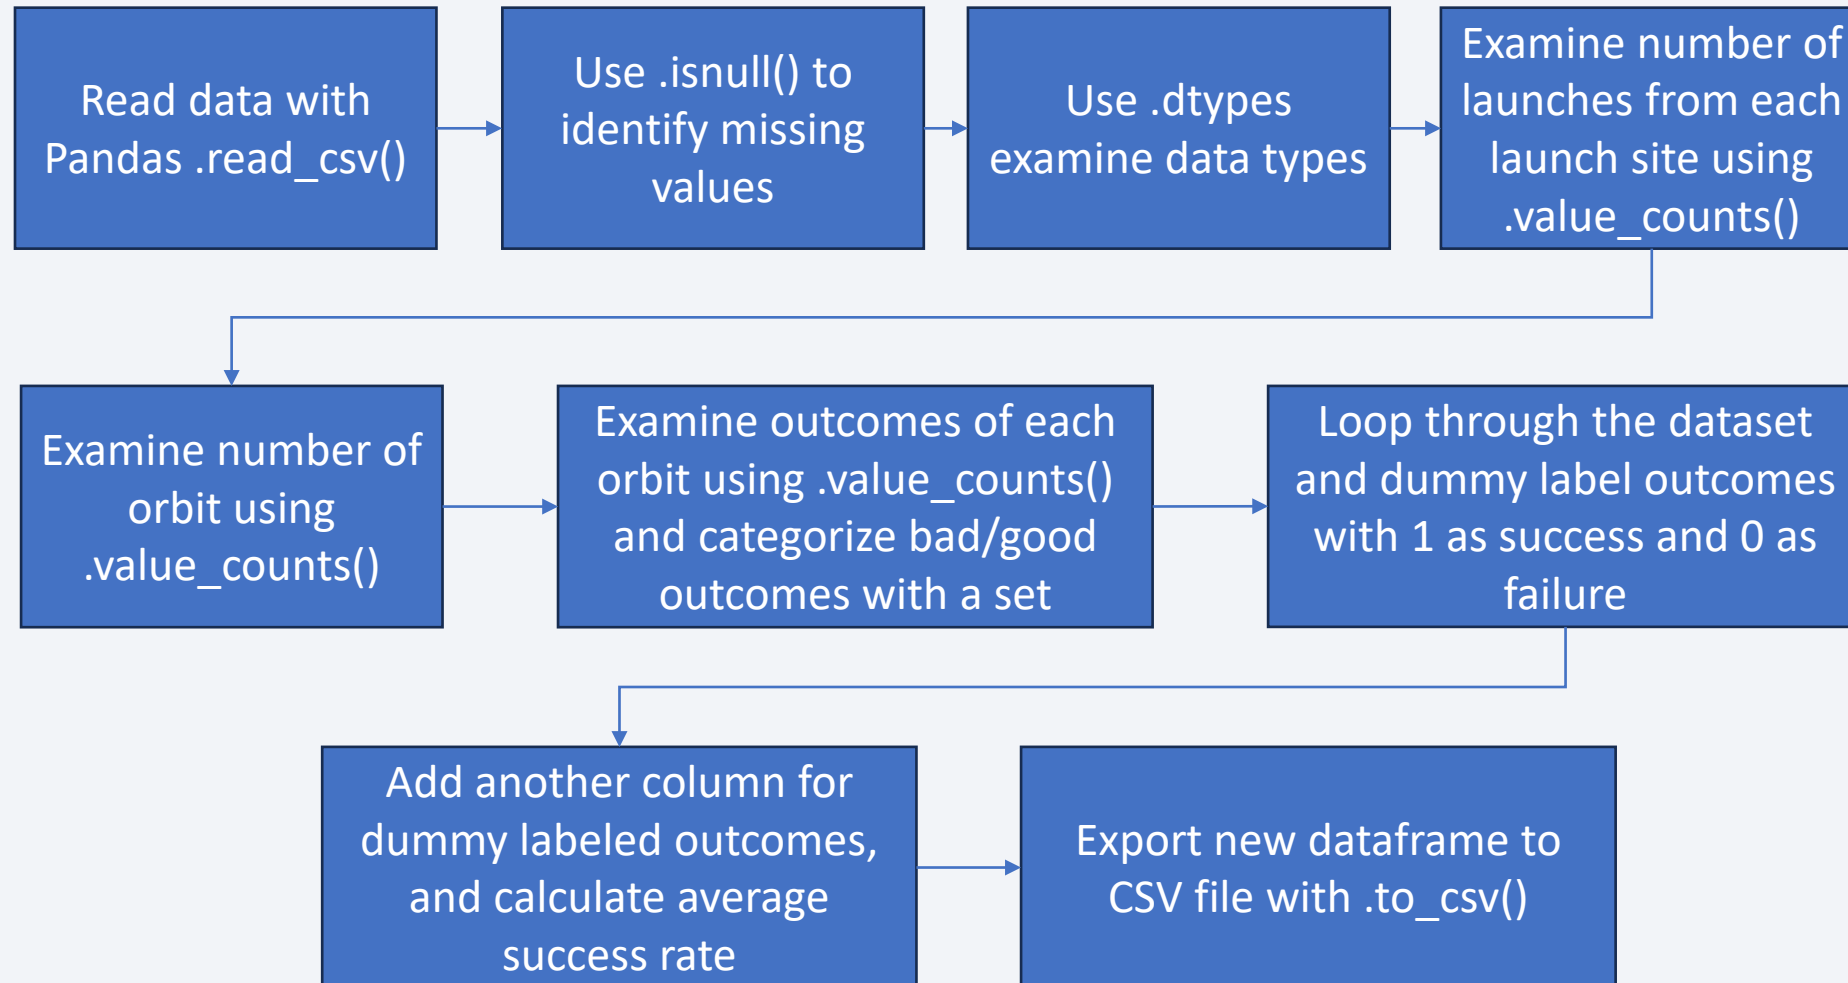 Read data with
Pandas .read_csv()
Use .isnull() to
identify missing
values
Use .dtypes
examine data types
Examine number of
launches from each
launch site using
.value_counts()
Examine number of
orbit using
.value_counts()
Examine outcomes of each
orbit using .value_counts()
and categorize bad/good
outcomes with a set
Loop through the dataset
and dummy label outcomes
with 1 as success and 0 as
failure
Add another column for
dummy labeled outcomes,
and calculate average
success rate
Export new dataframe to
CSV file with .to_csv()